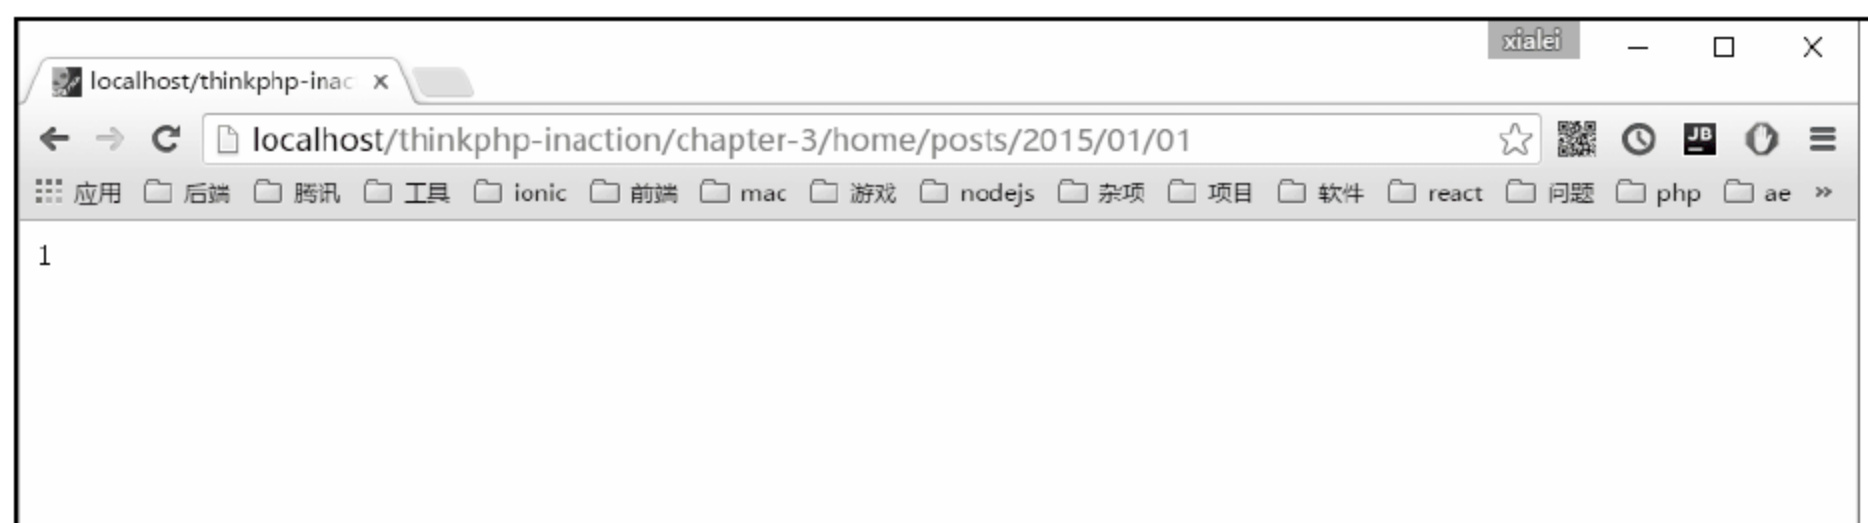 xialei
localhost/thinkphp-inac
localhost/thinkphp-inaction/chapter-3/home/posts/2015/01/01
JB
应用 后端 腾讯 工具 ionic 前端 mac 游戏 nodejs 杂项 项目 软件 react 问题 php ae »
1